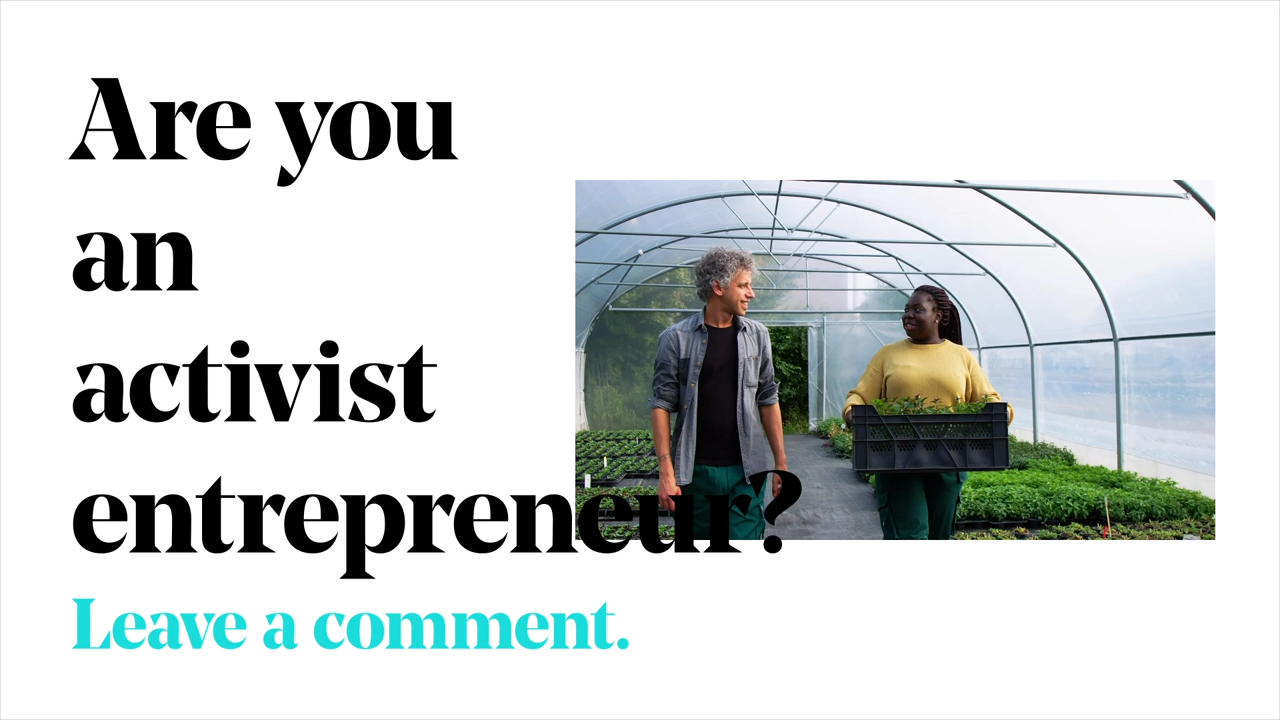 Are you
an
activist
entrepreneur?
Leave a comment.